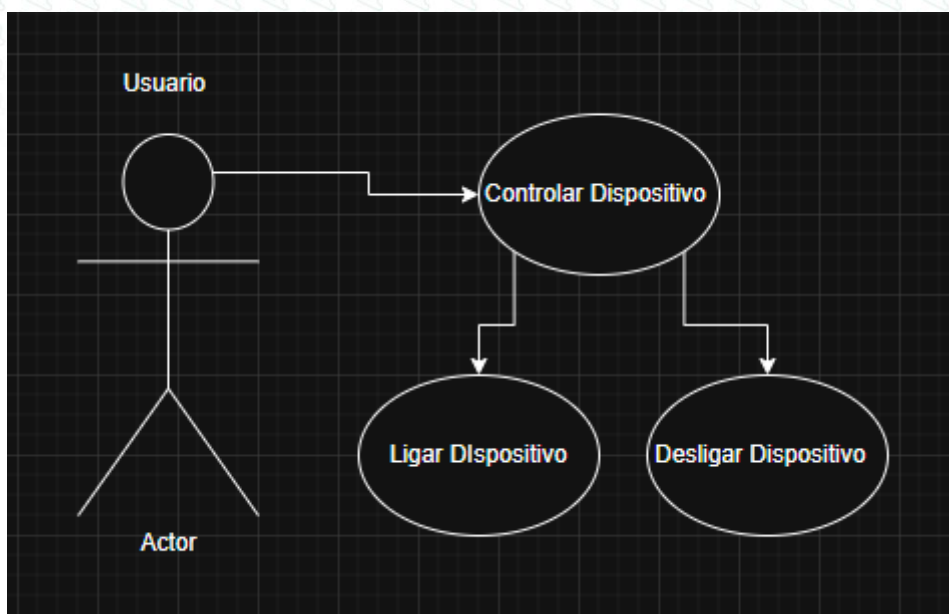 Usuario
Controlar Dispositivo
Ligar DIspositivo
Desligar Dispositivo
Actor